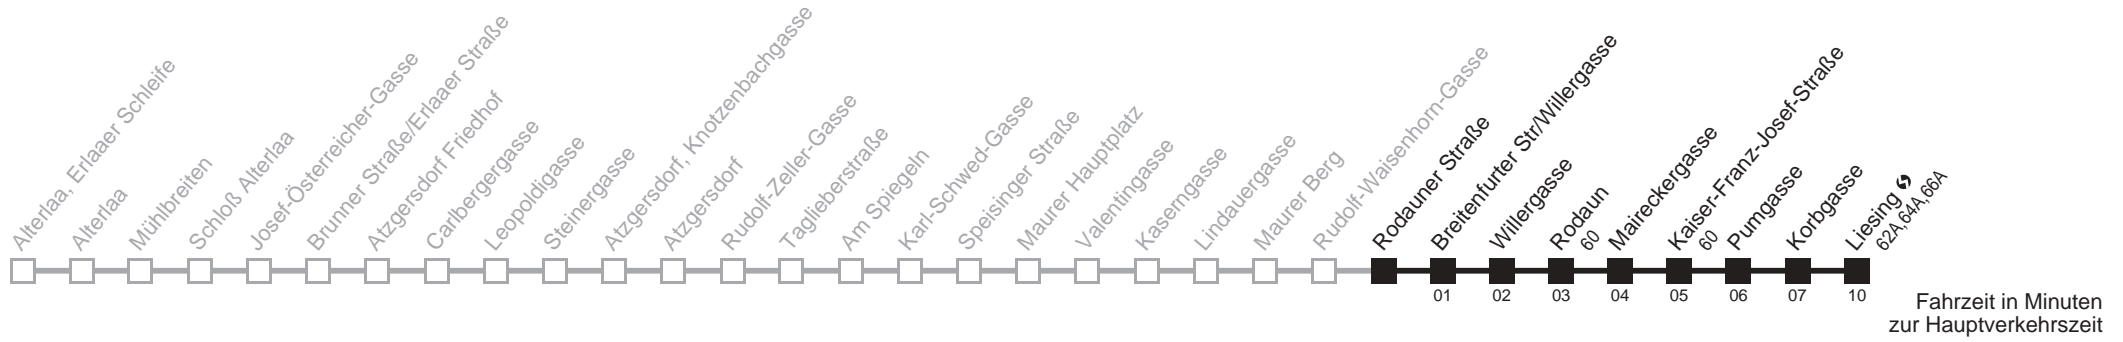 Alterlaa, Erlaaer Schleife
Alterlaa
Mühlbreiten
Schloß Alterlaa
Josef-Österreicher-Gasse
Brunner Straße/Erlaaer Straße
Atzgersdorf Friedhof
Carlbergergasse
Leopoldigasse
Steinergasse
Atzgersdorf, Knotzenbachgasse
Atzgersdorf
Rudolf-Zeller-Gasse
Taglieberstraße
Am Spiegeln
Karl-Schwed-Gasse
Speisinger Straße
Maurer Hauptplatz
Valentingasse
Kaserngasse
Lindauergasse
Maurer Berg
Rudolf-Waisenhorn-Gasse
Rodauner Straße
Breitenfurter Str/Willergasse
Willergasse
Rodaun
60
Maireckergasse
Kaiser-Franz-Josef-Straße
60
Pumgasse
Korbgasse
Liesing
62A,64A,66A
01 02 03 04 05 06 07 10
Fahrzeit in Minuten
zur Hauptverkehrszeit